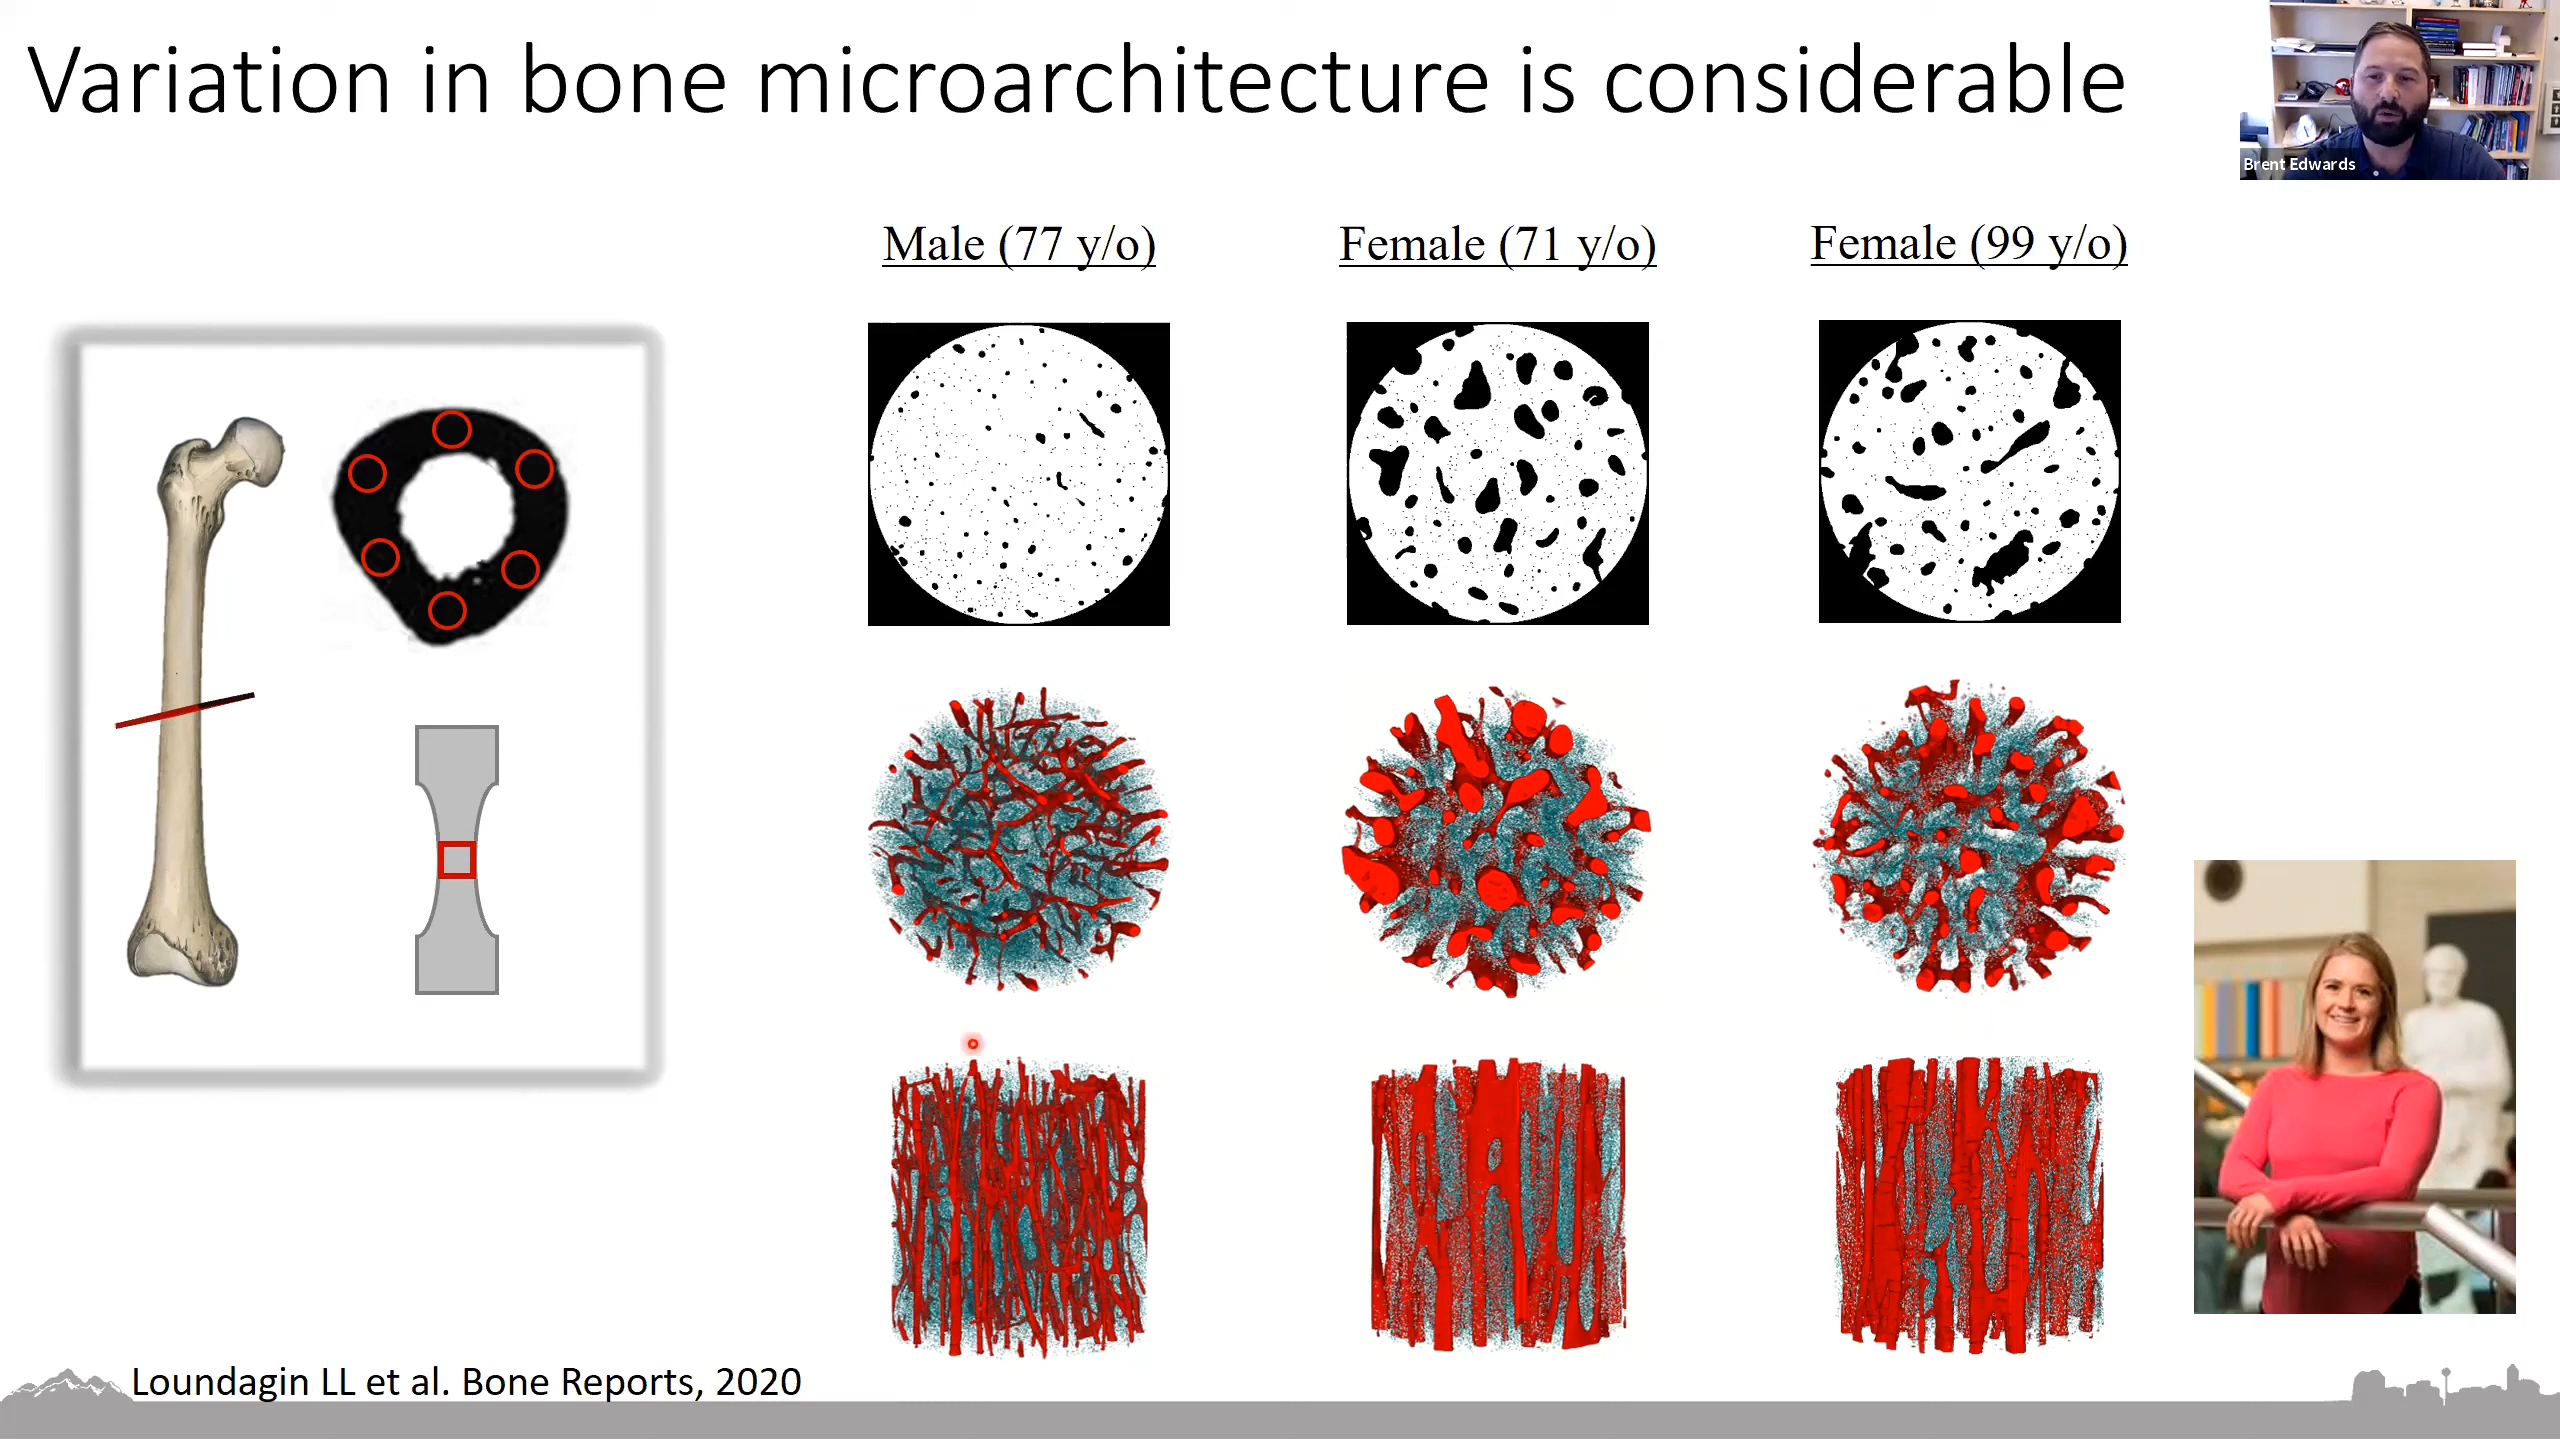 Variation in bone microarchitecture is considerable
Brent Edwards
Male (77 y/o)
Female (71 y/o)
Female (99 y/o)
Loundagin LL et al. Bone Reports, 2020